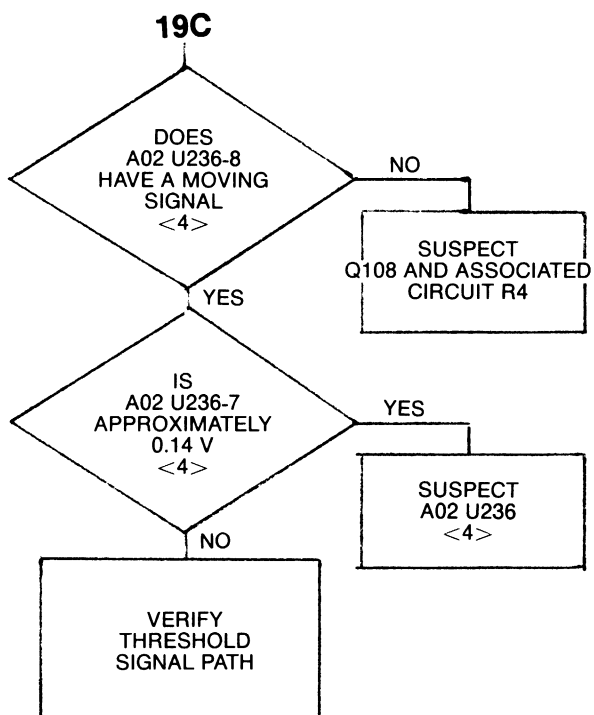 19C
DOES
A02 U236-8
HAVE A MOVING
SIGNAL
<4>
NO
SUSPECT
Q108 AND ASSOCIATED
CIRCUIT R4
YES
IS
A02 U236-7
APPROXIMATELY
0.14 V
<4>
YES
SUSPECT
A02 U236
<4>
NO
VERIFY
THRESHOLD
SIGNAL PATH